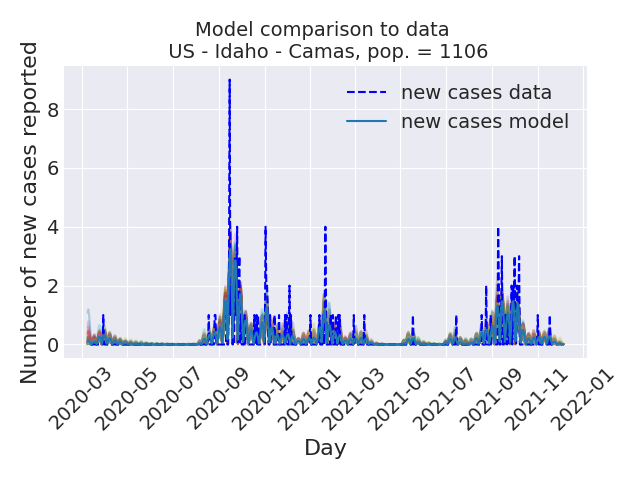 Model comparison to data
US - Idaho - Camas, pop. = 1106
Number of new cases reported
8
6
4
2
0
new cases data
new cases model
2020-03
2020-05
2020-07
2020-09
2020-11
2021-01
2021-03
2021-05
2021-07
2021-09
2021-11
2022-01
Day